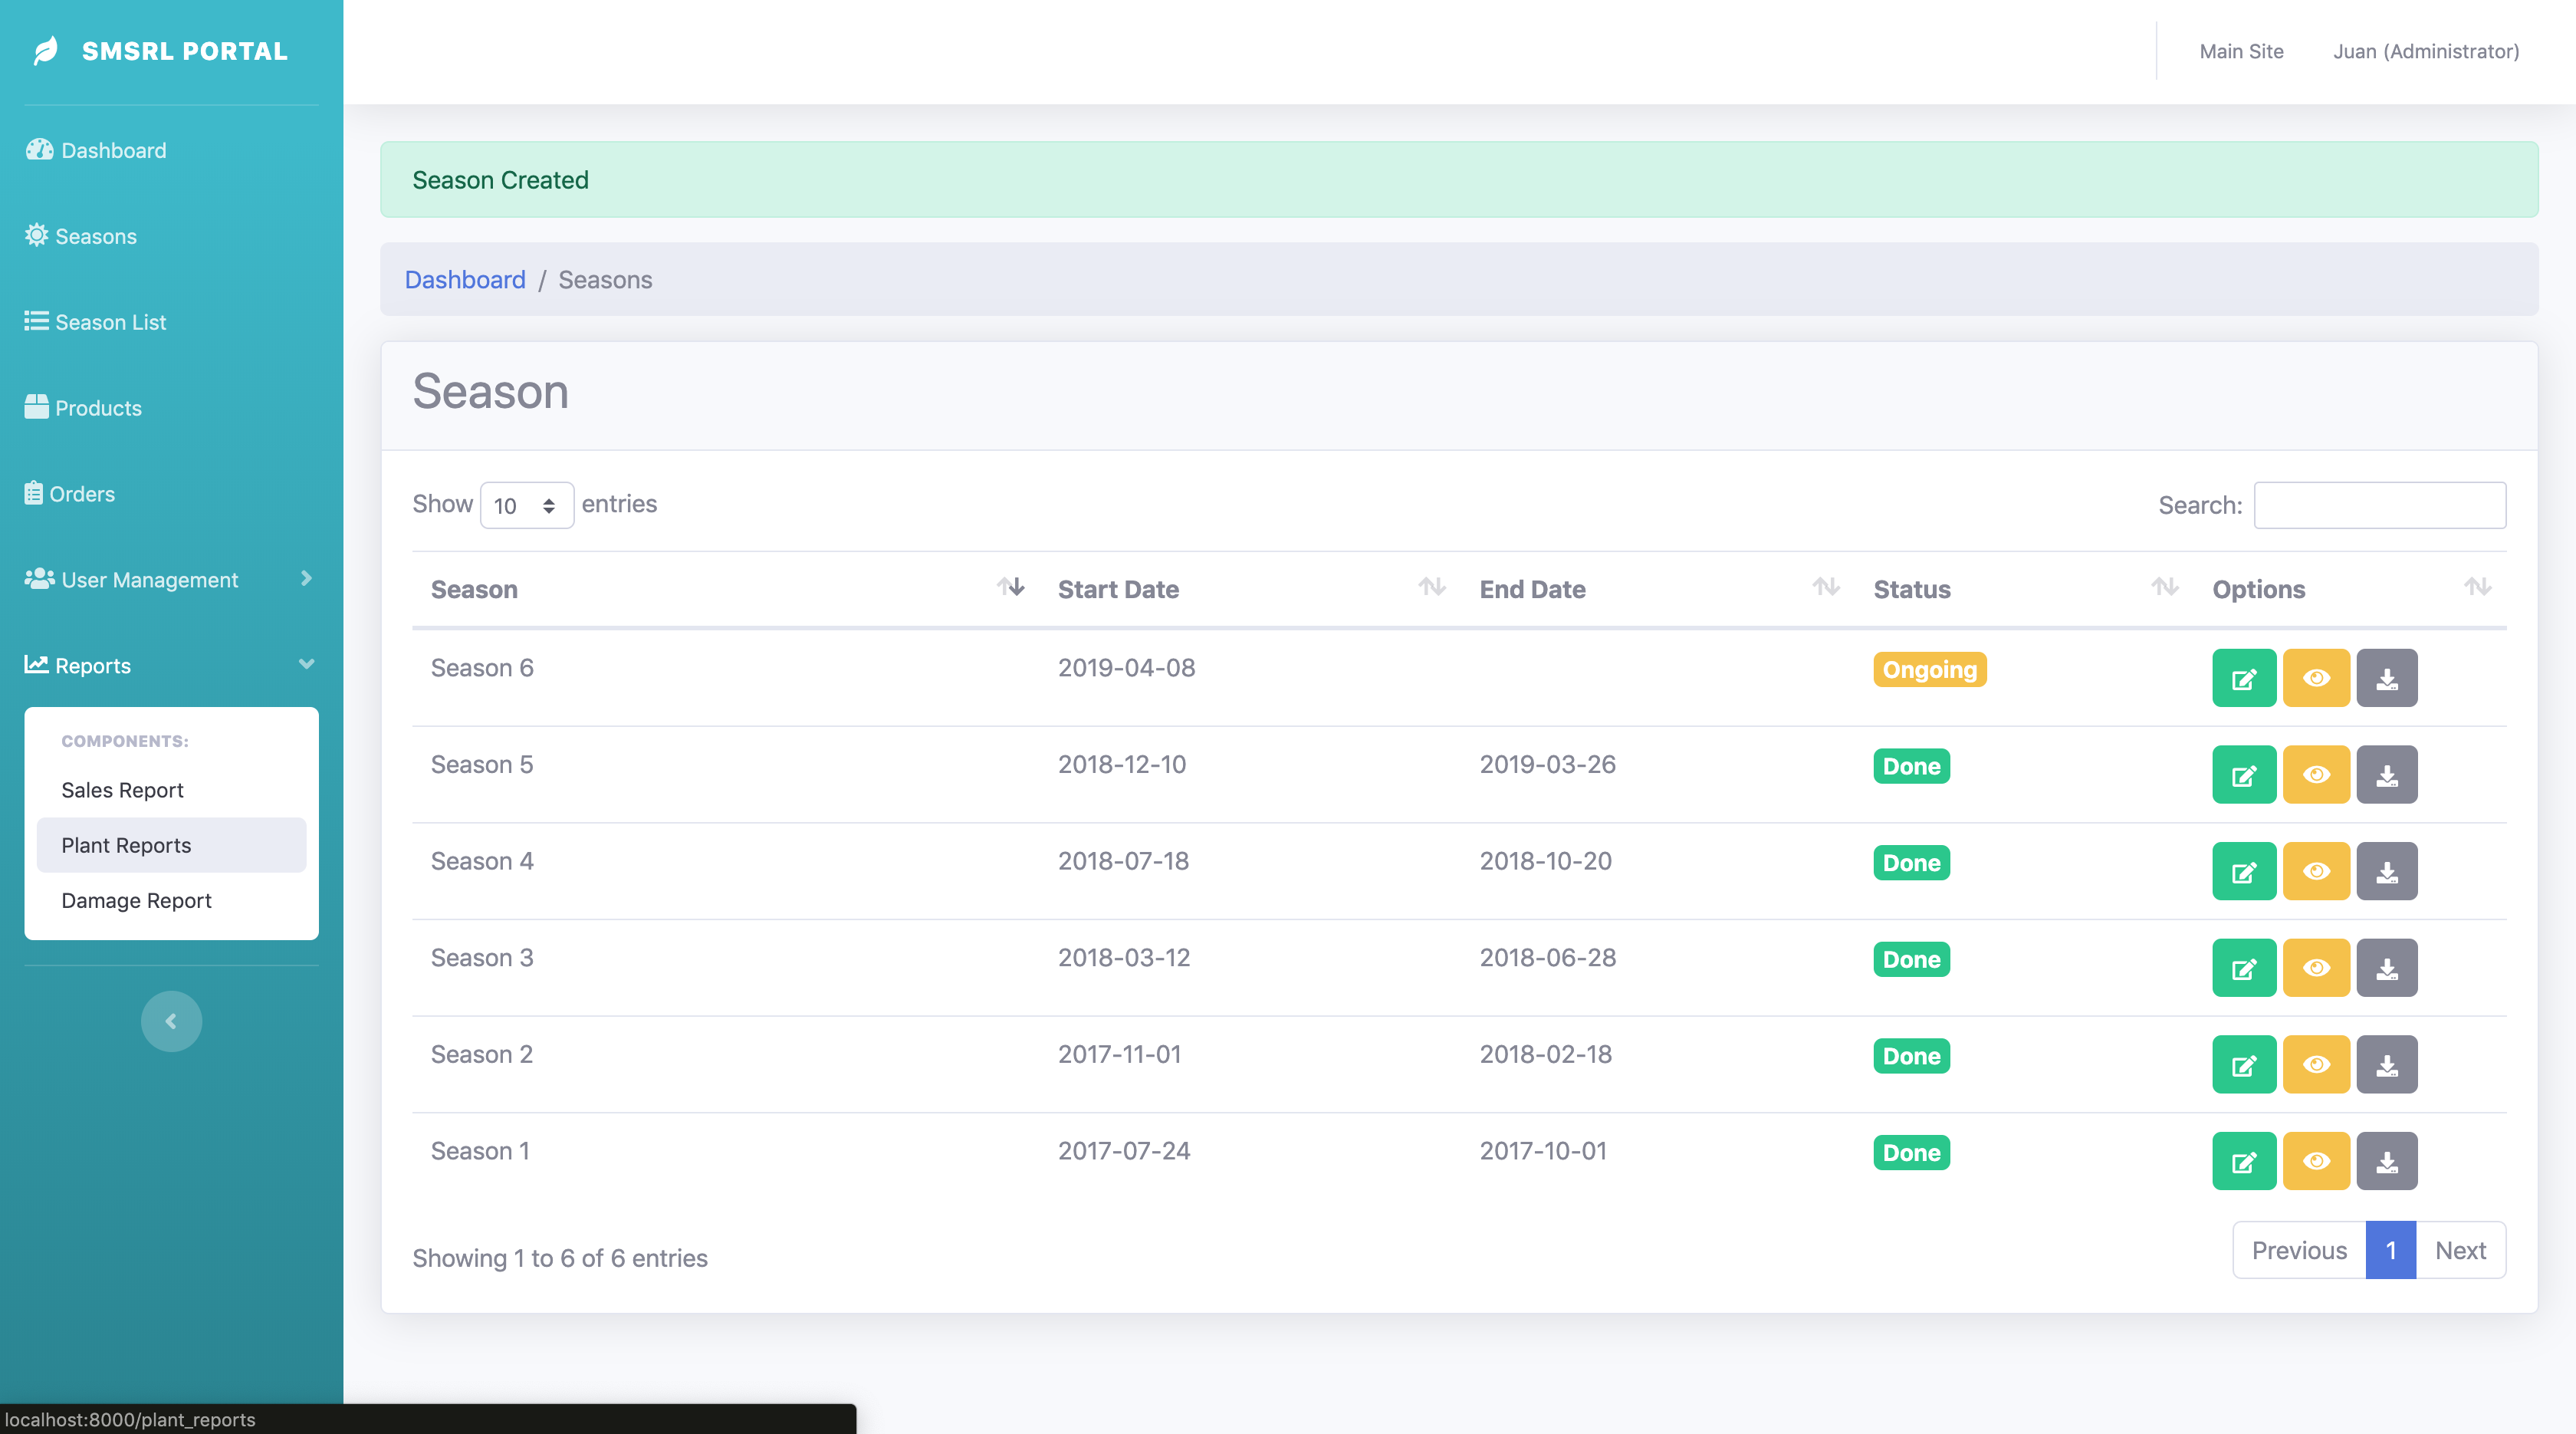 SMSRL PORTAL
Main Site
Juan (Administrator)
Dashboard
Seasons
Season List
Products
Orders
User Management
Reports
COMPONENTS:
Sales Report
Plant Reports
Damage Report
Season Created
Dashboard / Seasons
Season
Show 10 entries
Search:
Season Start Date End Date Status Options
Season 6 2019-04-08 Ongoing
Season 5 2018-12-10 2019-03-26 Done
Season 4 2018-07-18 2018-10-20 Done
Season 3 2018-03-12 2018-06-28 Done
Season 2 2017-11-01 2018-02-18 Done
Season 1 2017-07-24 2017-10-01 Done
Showing 1 to 6 of 6 entries
Previous 1 Next
localhost:8000/plant_reports